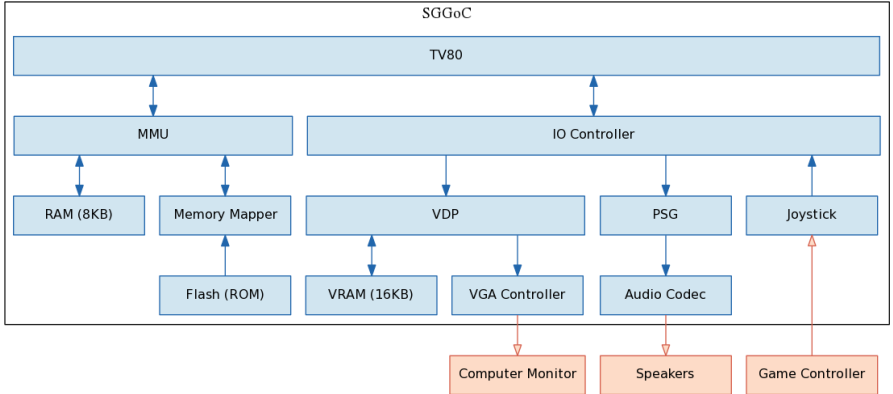 SGGoC
TV80
MMU
IO Controller
RAM (8KB)
Memory Mapper
VDP
PSG
Joystick
Flash (ROM)
VRAM (16KB)
VGA Controller
Audio Codec
Computer Monitor
Speakers
Game Controller